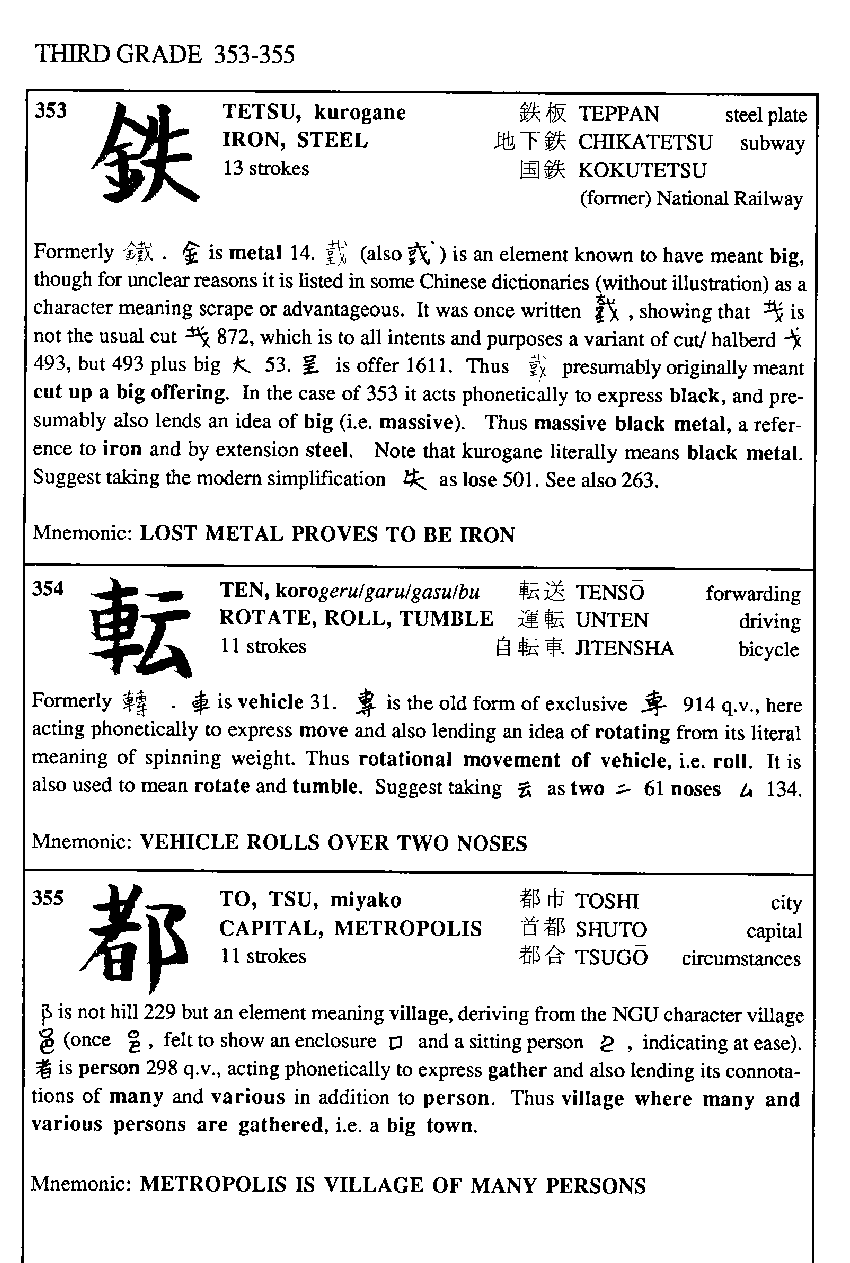 THIRD GRADE 353-355
353 鉄 TETSU, kurogane 鉄板 TEPPAN steel plate
IRON, STEEL 地下鉄 CHIKATETSU subway
13 strokes 国鉄 KOKUTETSU
(former) National Railway
Formerly 鐵 . 金 is metal 14. (also ) is an element known to have meant big,
though for unclear reasons it is listed in some Chinese dictionaries (without illustration) as a
character meaning scrape or advantageous. It was once written , showing that is
not the usual cut 872, which is to all intents and purposes a variant of cut/ halberd 戈
493, but 493 plus big 大 53. 呈 is offer 1611. Thus presumably originally meant
cut up a big offering. In the case of 353 it acts phonetically to express black, and pre-
sumably also lends an idea of big (i.e. massive). Thus massive black metal, a refer-
ence to iron and by extension steel. Note that kurogane literally means black metal.
Suggest taking the modern simplification 失 as lose 501. See also 263.
Mnemonic: LOST METAL PROVES TO BE IRON
354 転 TEN, korogeru/garu/gasu/bu 転送 TENSŌ forwarding
ROTATE, ROLL, TUMBLE 運転 UNTEN driving
11 strokes 自転車 JITENSHA bicycle
Formerly 轉 . 車 is vehicle 31. 專 is the old form of exclusive 専 914 q.v., here
acting phonetically to express move and also lending an idea of rotating from its literal
meaning of spinning weight. Thus rotational movement of vehicle, i.e. roll. It is
also used to mean rotate and tumble. Suggest taking 云 as two 二 61 noses ム 134.
Mnemonic: VEHICLE ROLLS OVER TWO NOSES
355 都 TO, TSU, miyako 都市 TOSHI city
CAPITAL, METROPOLIS 首都 SHUTO capital
11 strokes 都合 TSUGŌ circumstances
阝 is not hill 229 but an element meaning village, deriving from the NGU character village
邑 (once , felt to show an enclosure 口 and a sitting person , indicating at ease).
者 is person 298 q.v., acting phonetically to express gather and also lending its connota-
tions of many and various in addition to person. Thus village where many and
various persons are gathered, i.e. a big town.
Mnemonic: METROPOLIS IS VILLAGE OF MANY PERSONS